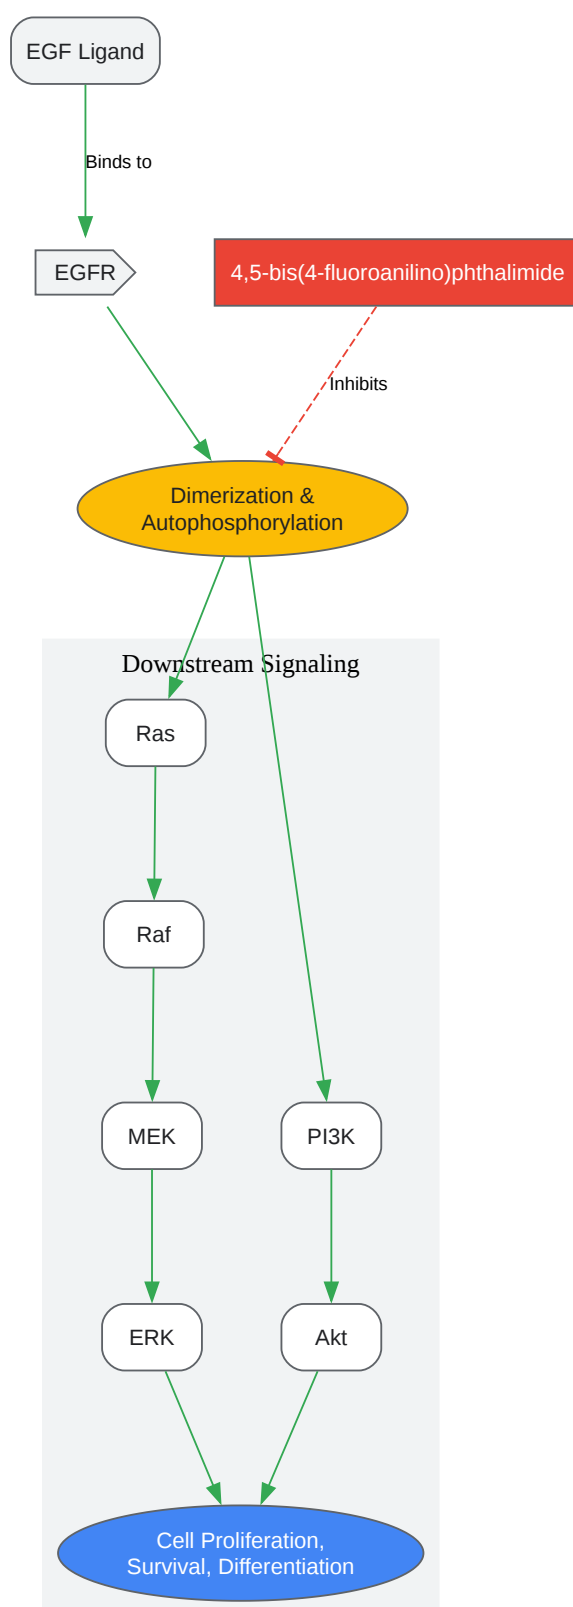 EGF Ligand
Binds to
EGFR
4,5-bis(4-fluoroanilino)phthalimide
Inhibits
Dimerization &
Autophosphorylation
Downstream Signaling
Ras
Raf
MEK
PI3K
ERK
Akt
Cell Proliferation,
Survival, Differentiation